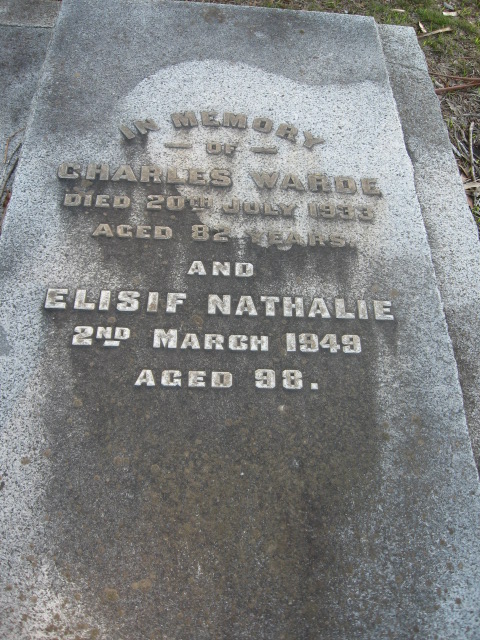 IN MEMORY
— OF —
CHARLES WARDE
DIED 20TH JULY 1933
AGED 82 YEARS.
AND
ELISIF NATHALIE
2ND MARCH 1949
AGED 98.